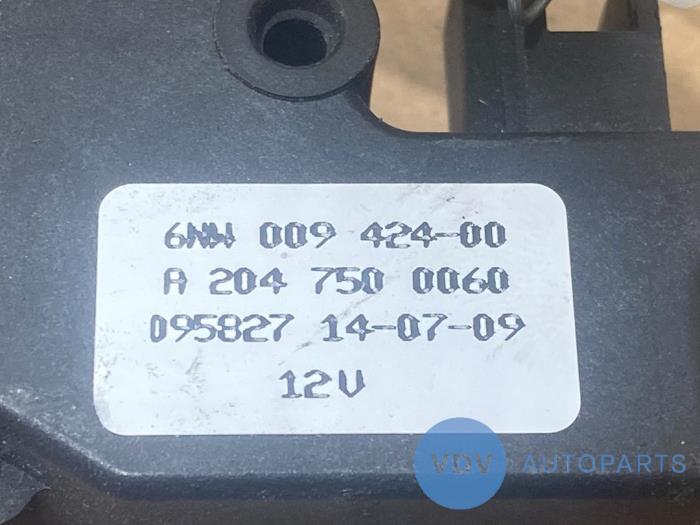 6NW 009 424-00
A 204 750 0060
095827 14-07-09
12V
VDV AUTOPARTS